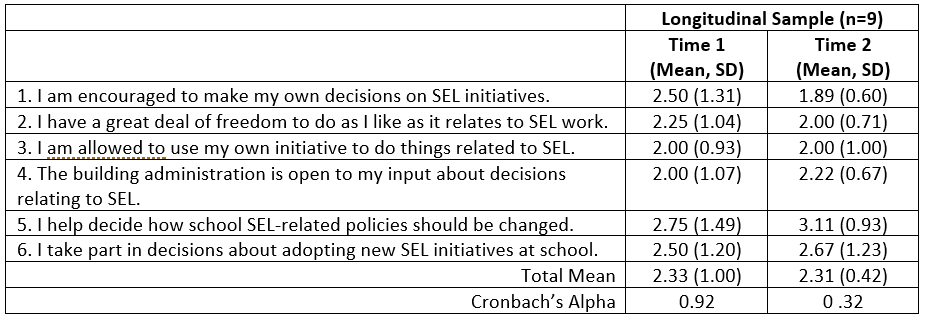 Longitudinal Sample (n=9)
Time 1 Time 2
(Mean, SD) (Mean, SD)
1. I am encouraged to make my own decisions on SEL initiatives. 2.50 (1.31) 1.89 (0.60)
2. I have a great deal of freedom to do as I like as it relates to SEL work. 2.25 (1.04) 2.00 (0.71)
3. I am allowed to use my own initiative to do things related to SEL. 2.00 (0.93) 2.00 (1.00)
4. The building administration is open to my input about decisions 2.00 (1.07) 2.22 (0.67)
relating to SEL.
5. I help decide how school SEL-related policies should be changed. 2.75 (1.49) 3.11 (0.93)
6. I take part in decisions about adopting new SEL initiatives at school. 2.50 (1.20) 2.67 (1.23)
Total Mean 2.33 (1.00) 2.31 (0.42)
Cronbach’s Alpha 0.92 0 .32